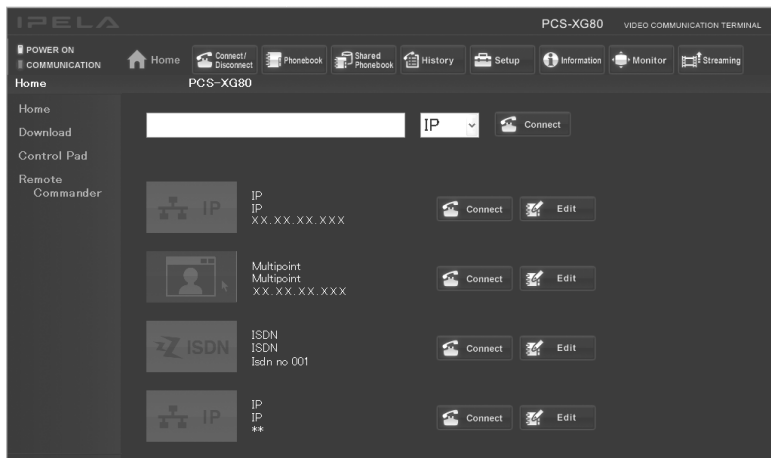 IPELA
PCS-XG80 VIDEO COMMUNICATION TERMINAL
POWER ON
COMMUNICATION
Home
Connect/
Disconnect
Phonebook
Shared
Phonebook
History
Setup
Information
Monitor
Streaming
Home PCS-XG80
Home
Download
Control Pad
Remote
Commander
IP
Connect
IP
IP
IP
XX.XX.XX.XXX
Connect
Edit
Multipoint
Multipoint
XX.XX.XX.XXX
Connect
Edit
ISDN
ISDN
ISDN
Isdn no 001
Connect
Edit
IP
IP
IP
**
Connect
Edit